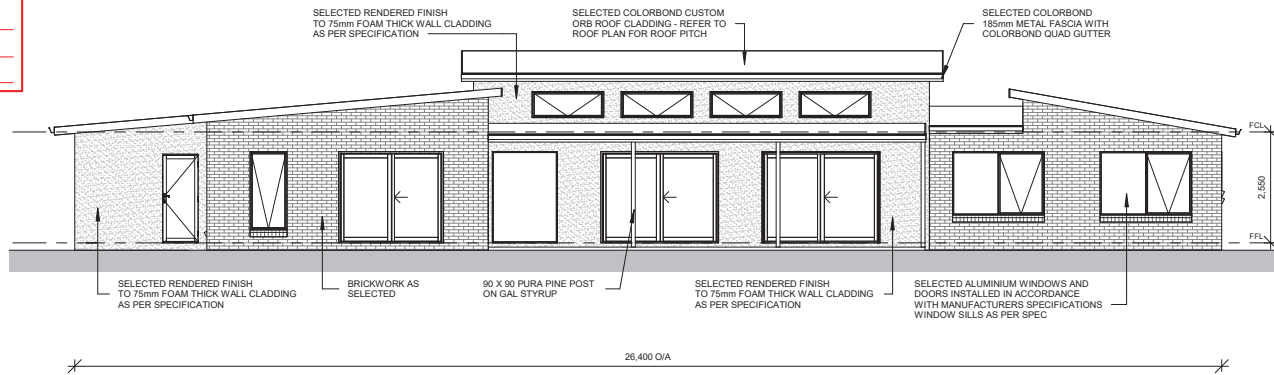 SELECTED RENDERED FINISH
TO 75mm FOAM THICK WALL CLADDING
AS PER SPECIFICATION
SELECTED COLORBOND CUSTOM
ORB ROOF CLADDING - REFER TO
ROOF PLAN FOR ROOF PITCH
SELECTED COLORBOND
185mm METAL FASCIA WITH
COLORBOND QUAD GUTTER
FCL
2,550
FFL
SELECTED RENDERED FINISH
TO 75mm FOAM THICK WALL CLADDING
AS PER SPECIFICATION
BRICKWORK AS
SELECTED
90 X 90 PURA PINE POST
ON GAL STYRUP
SELECTED RENDERED FINISH
TO 75mm FOAM THICK WALL CLADDING
AS PER SPECIFICATION
SELECTED ALUMINIUM WINDOWS AND
DOORS INSTALLED IN ACCORDANCE
WITH MANUFACTURERS SPECIFICATIONS
WINDOW SILLS AS PER SPEC
26,400 O/A